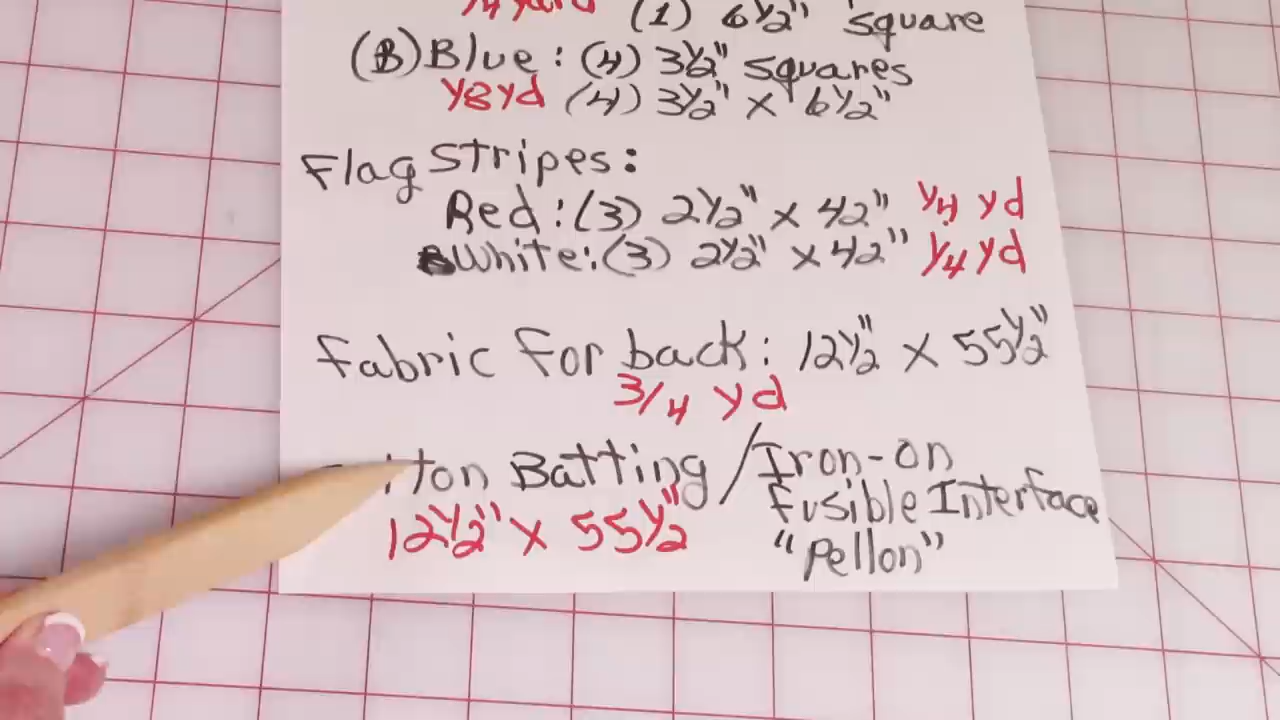 (1) 6½" square
(B) Blue: (4) 3½" squares
⅛ yd (4) 3½" x 6½"
Flag Stripes:
Red: (3) 2½" x 42" ¼ yd
White: (3) 2½" x 42" ¼ yd
Fabric for back: 12½" x 55½"
3/4 yd
tton Batting / Iron-on
Fusible Interface
12½" x 55½"
"Pellon"